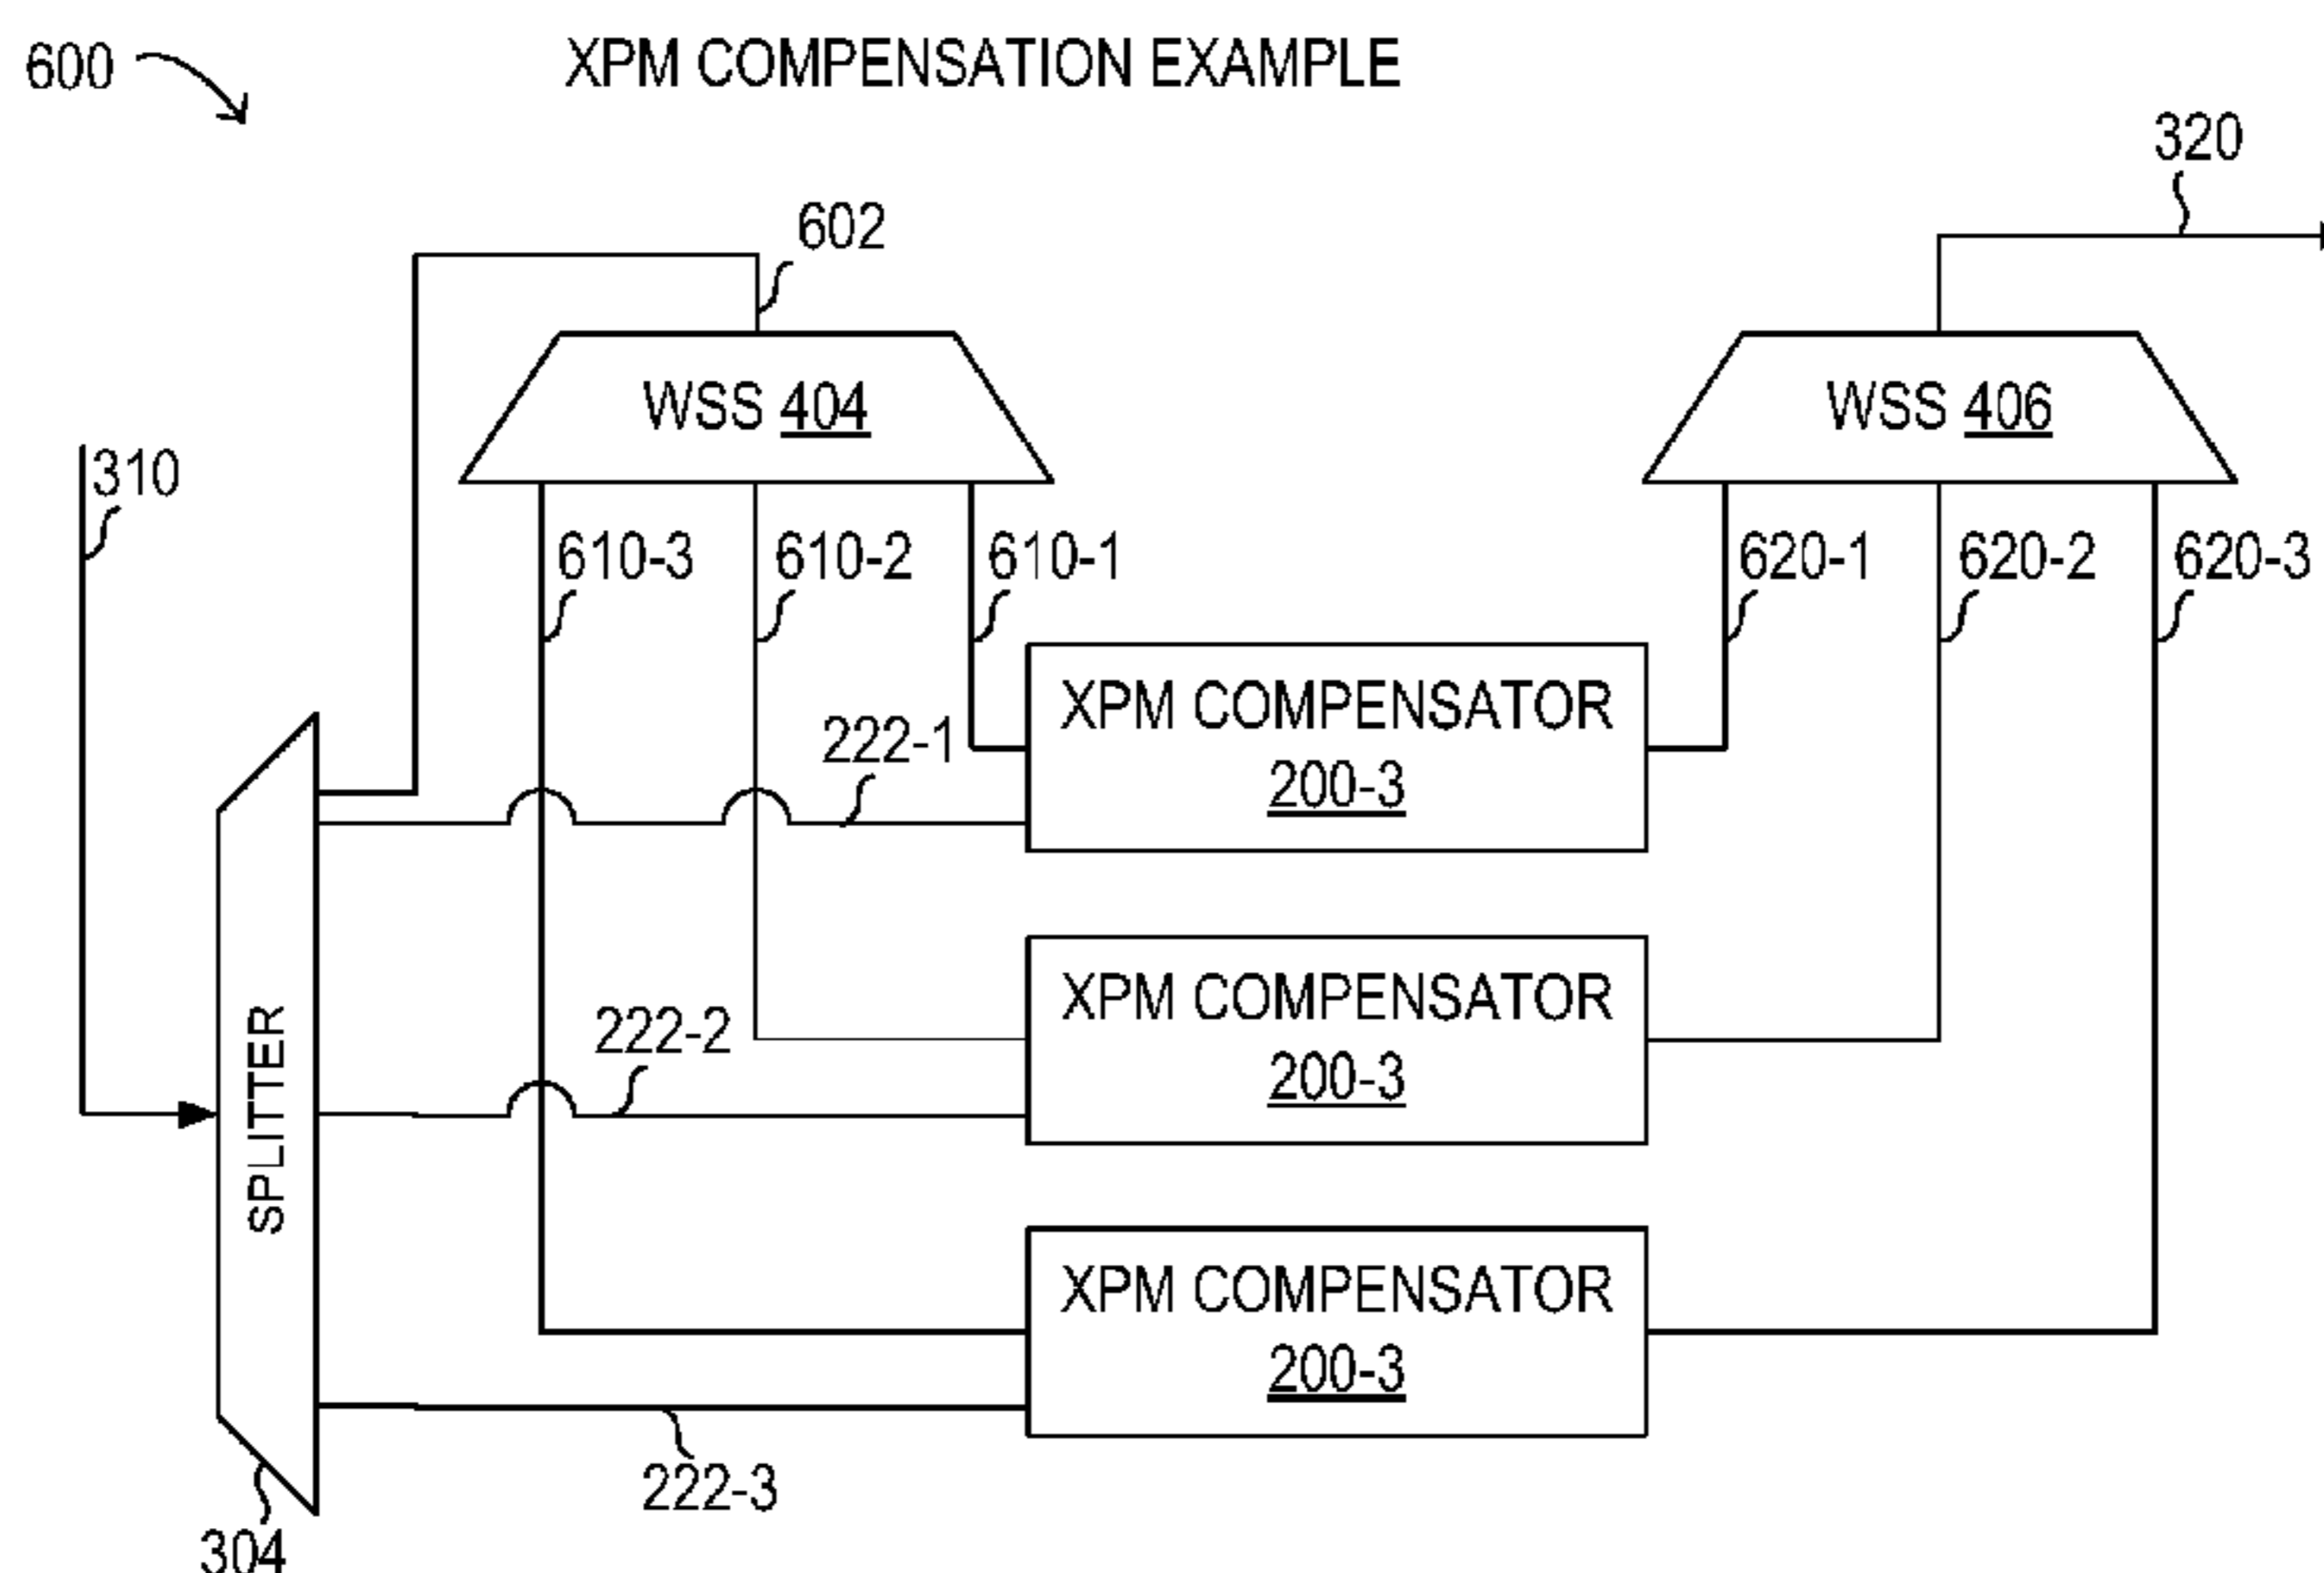 600
XPM COMPENSATION EXAMPLE
320
602
WSS 404
WSS 406
310
610-3
610-2
610-1
620-1
620-2
620-3
XPM COMPENSATOR
200-3
222-1
XPM COMPENSATOR
200-3
222-2
SPLITTER
XPM COMPENSATOR
200-3
222-3
304